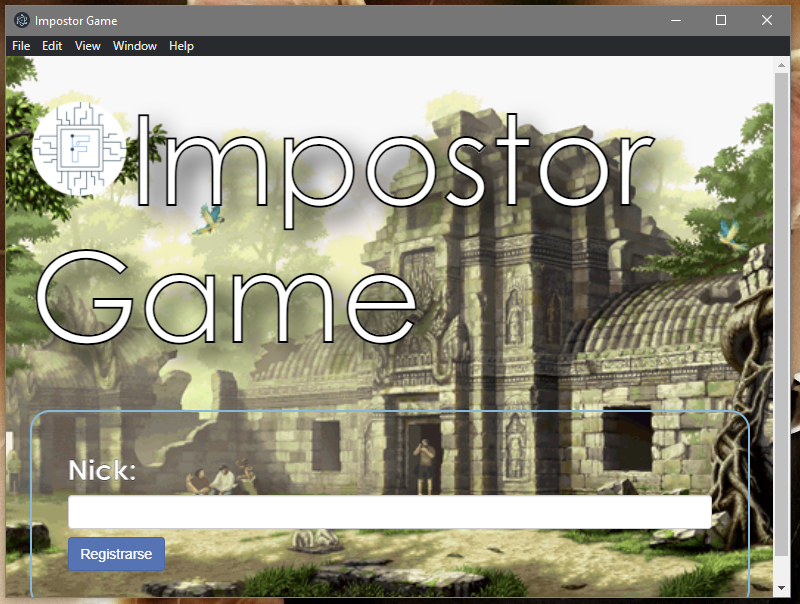 Impostor Game
File Edit View Window Help
Impostor
Game
Nick:
Registrarse